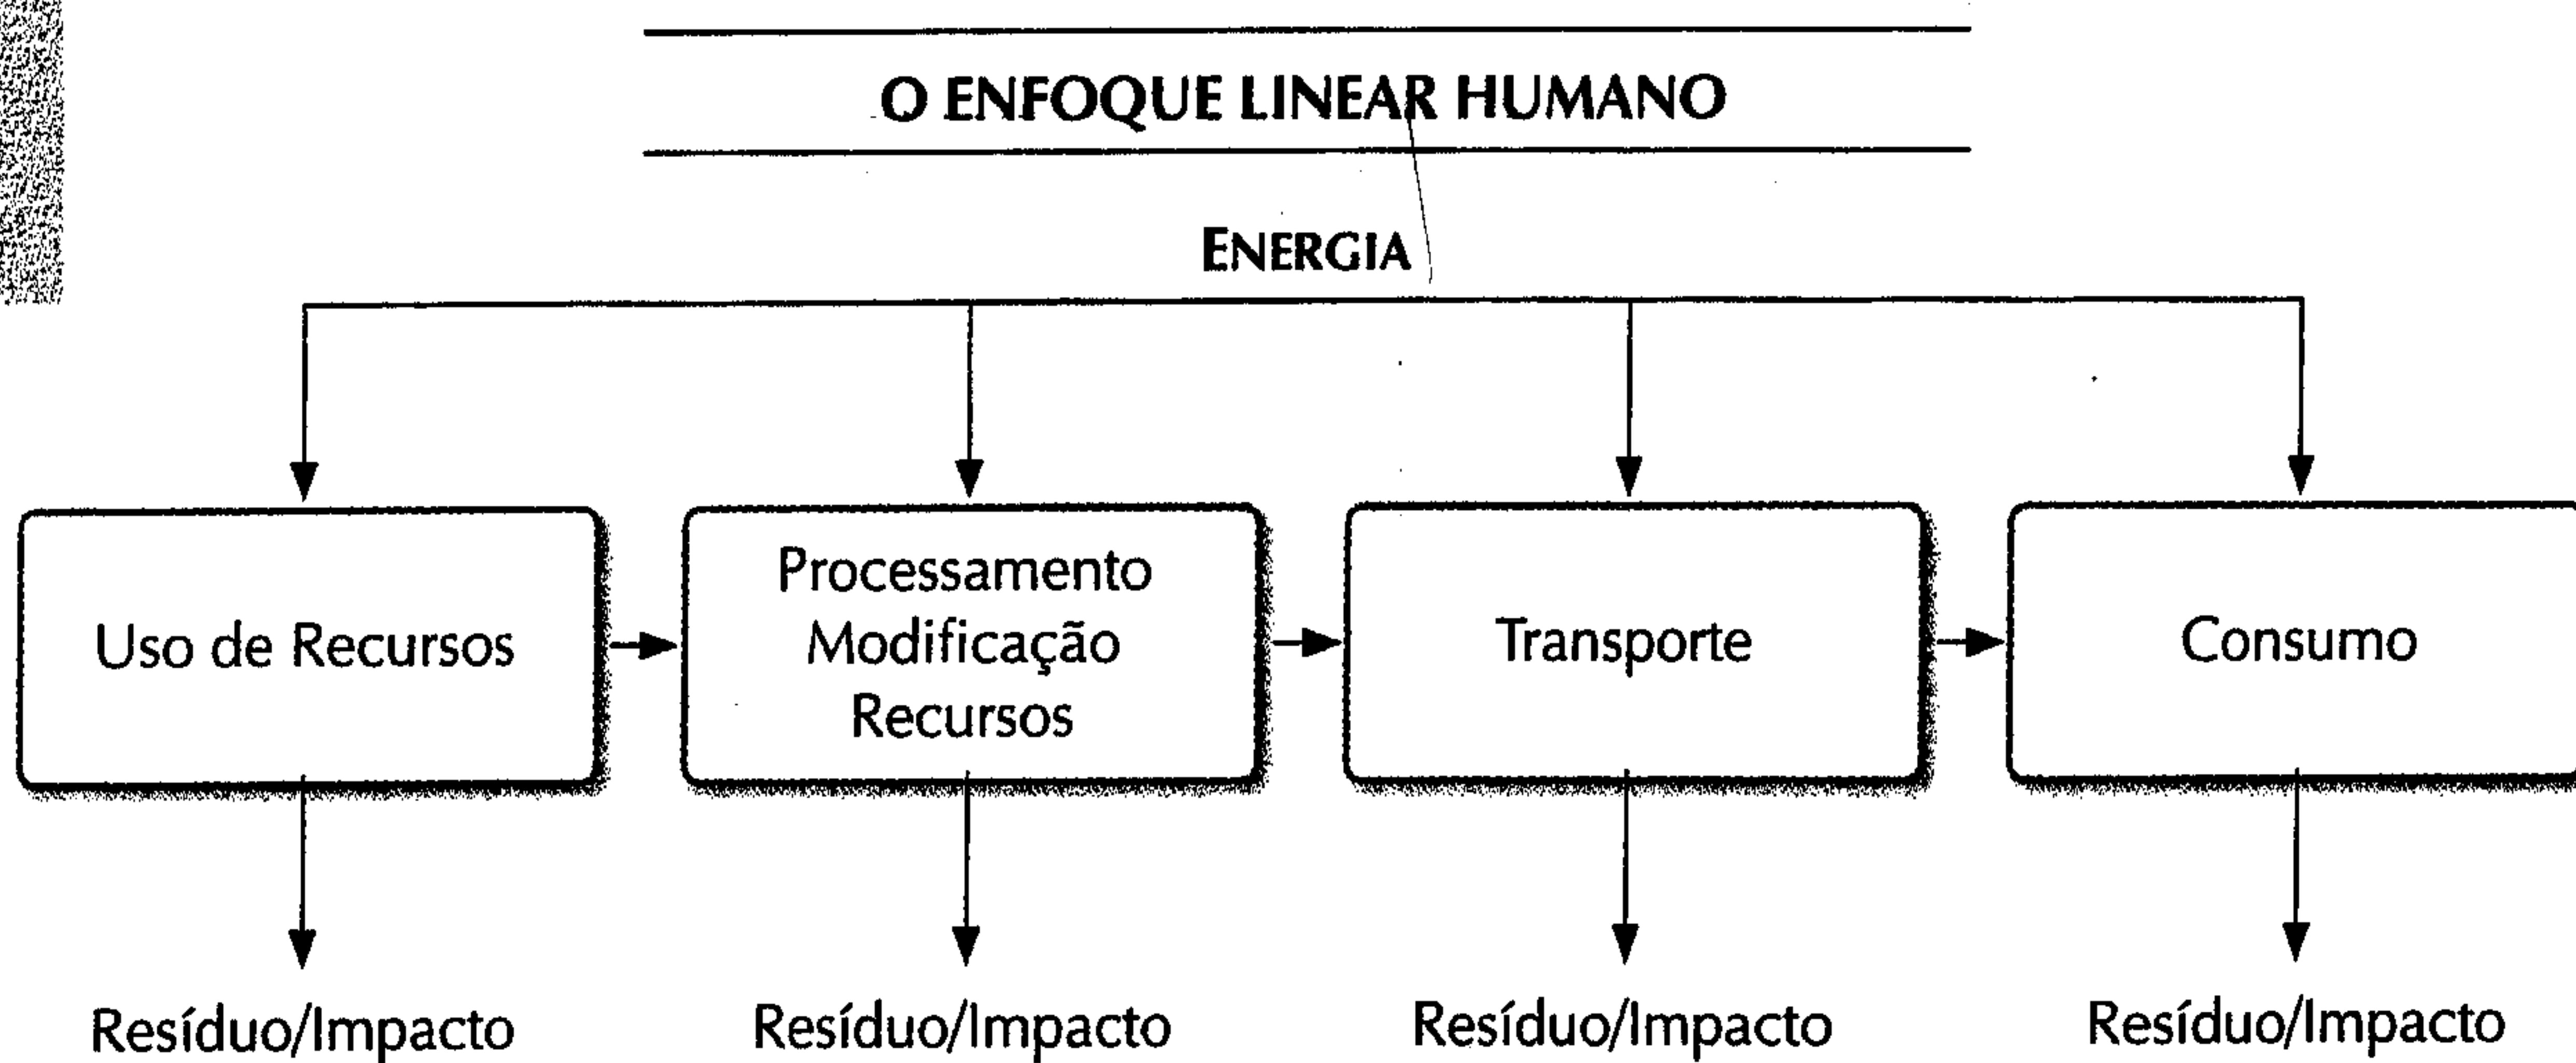 O ENFOQUE LINEAR HUMANO
ENERGIA
Uso de Recursos
Processamento
Modificação
Recursos
Transporte
Consumo
Resíduo/Impacto
Resíduo/Impacto
Resíduo/Impacto
Resíduo/Impacto